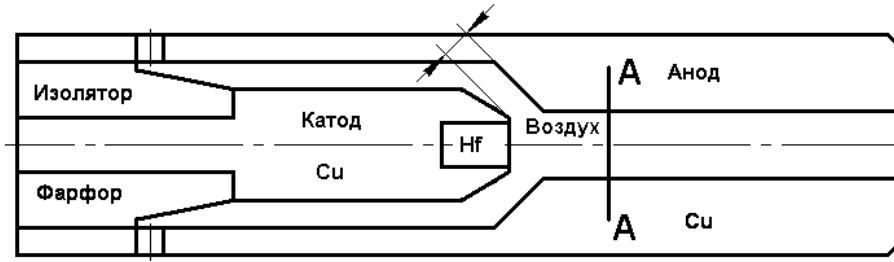 А
Анод
Изолятор
Катод
Воздух
Hf
Cu
Фарфор
А
Cu